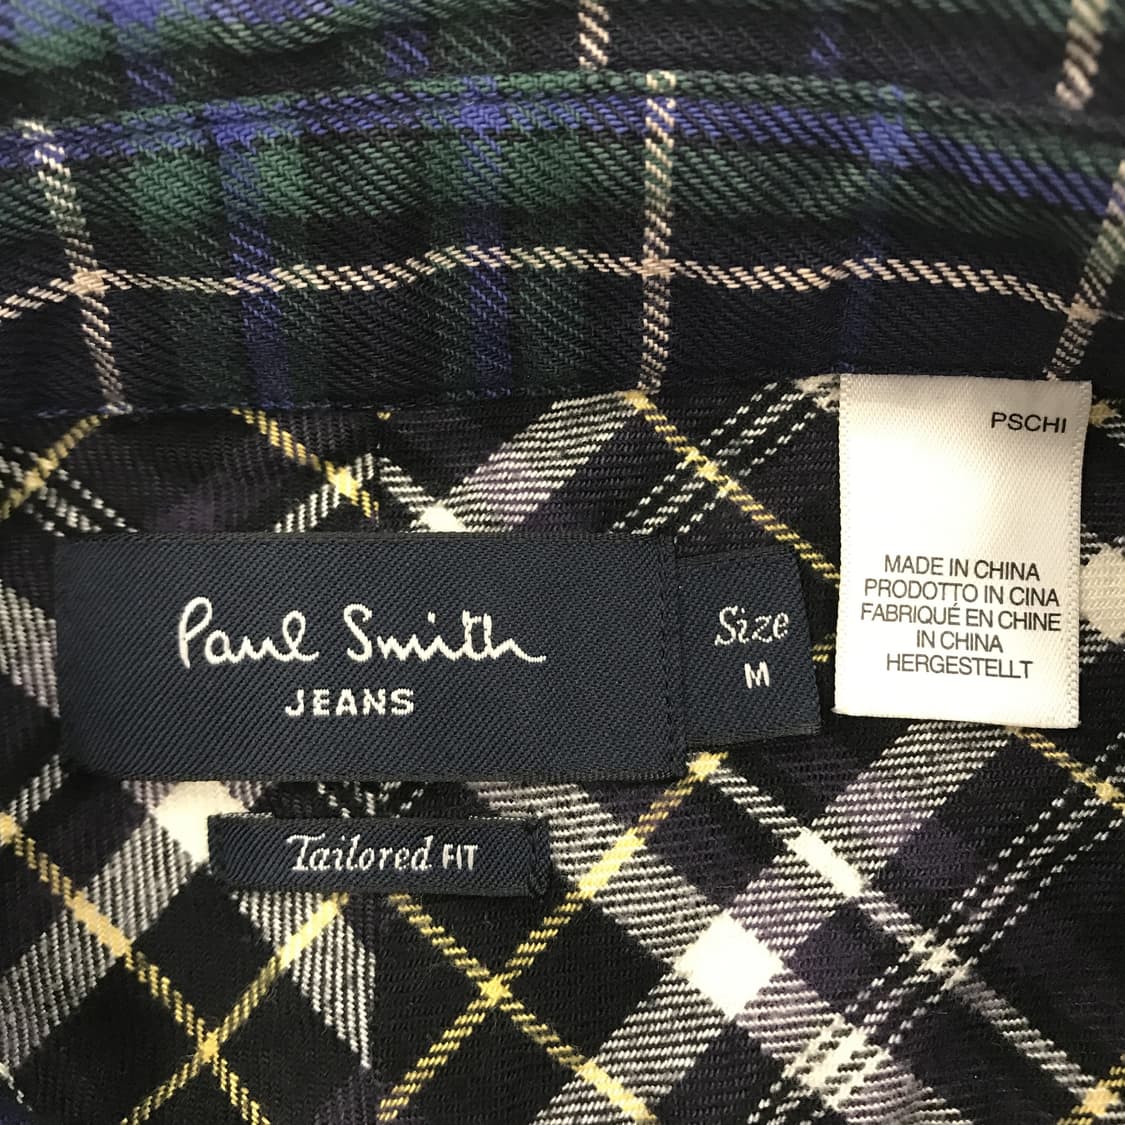 Paul Smith
JEANS
Size
M
Tailored FIT
PSCHI
MADE IN CHINA
PRODOTTO IN CINA
FABRIQUÉ EN CHINE
IN CHINA
HERGESTELLT